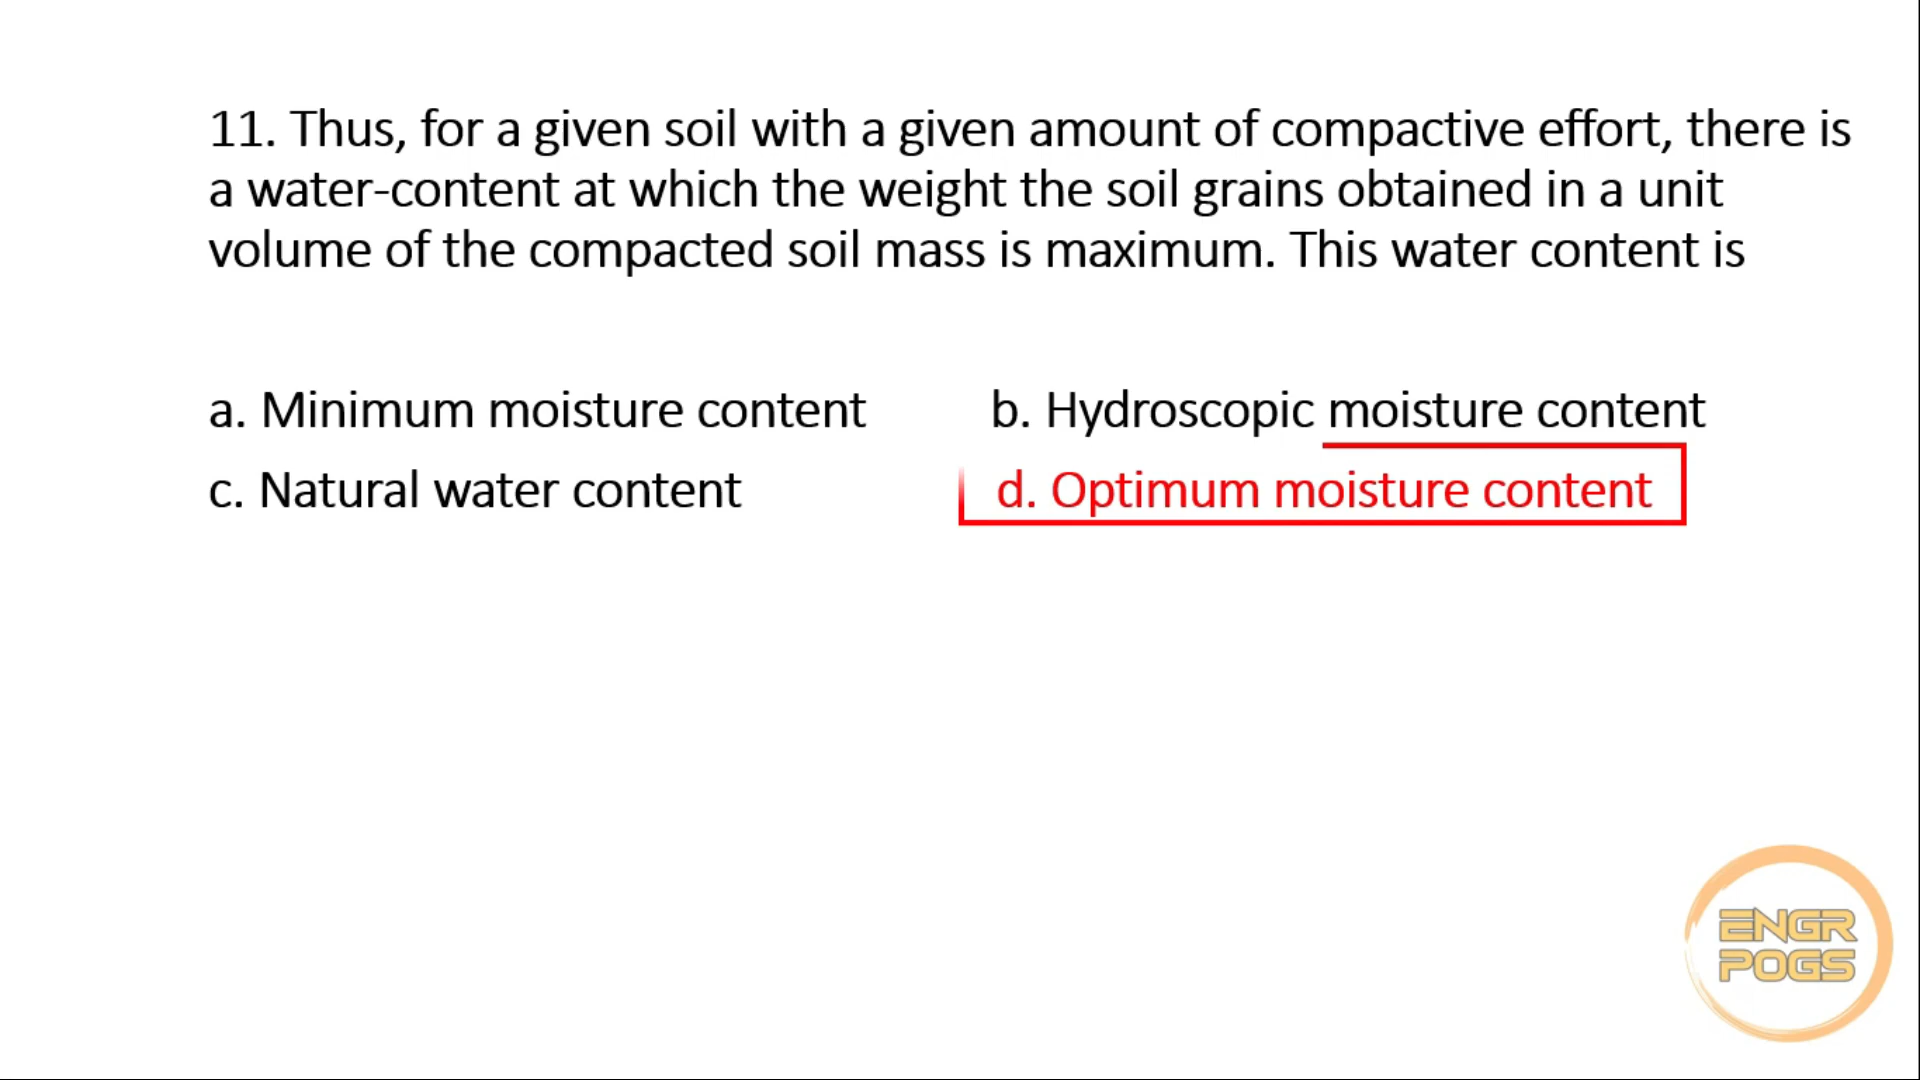 11. Thus, for a given soil with a given amount of compactive effort, there is
a water-content at which the weight the soil grains obtained in a unit
volume of the compacted soil mass is maximum. This water content is
a. Minimum moisture content b. Hydroscopic moisture content
c. Natural water content d. Optimum moisture content
ENGR
POGS